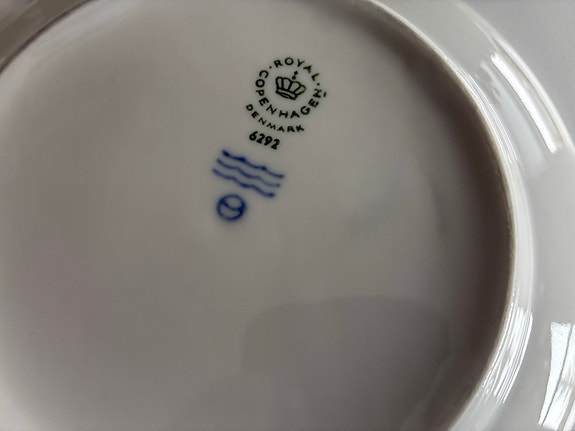 ROYAL
COPENHAGEN
DENMARK
6292